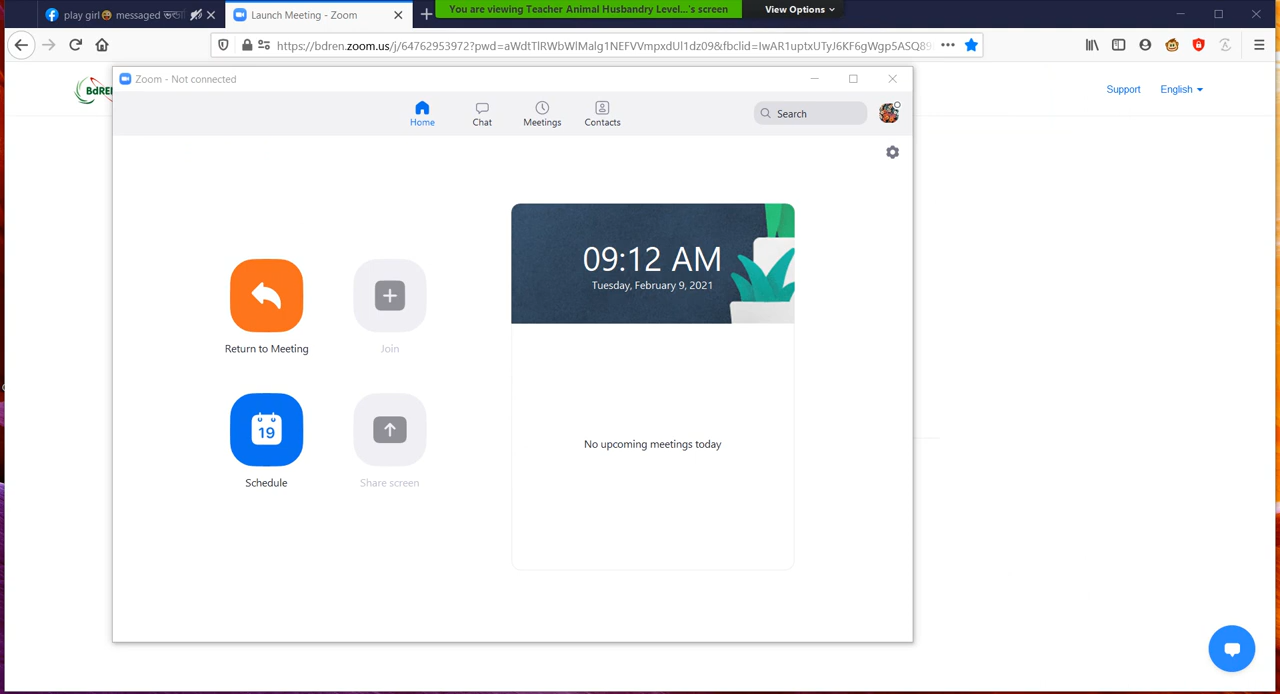 play girl😄 messaged
Launch Meeting - Zoom
You are viewing Teacher Animal Husbandry Level...'s screen
View Options
https://bdren.zoom.us/j/64762953972?pwd=aWdtTlRWbWlMalg1NEFVVmpxdUl1dz09&fbclid=IwAR1uptxUTyJ6KF6gWgp5ASQ89
BdREN
Support
English
Zoom - Not connected
Home
Chat
Meetings
Contacts
Search
09:12 AM
Tuesday, February 9, 2021
Return to Meeting
Join
No upcoming meetings today
19
Schedule
Share screen